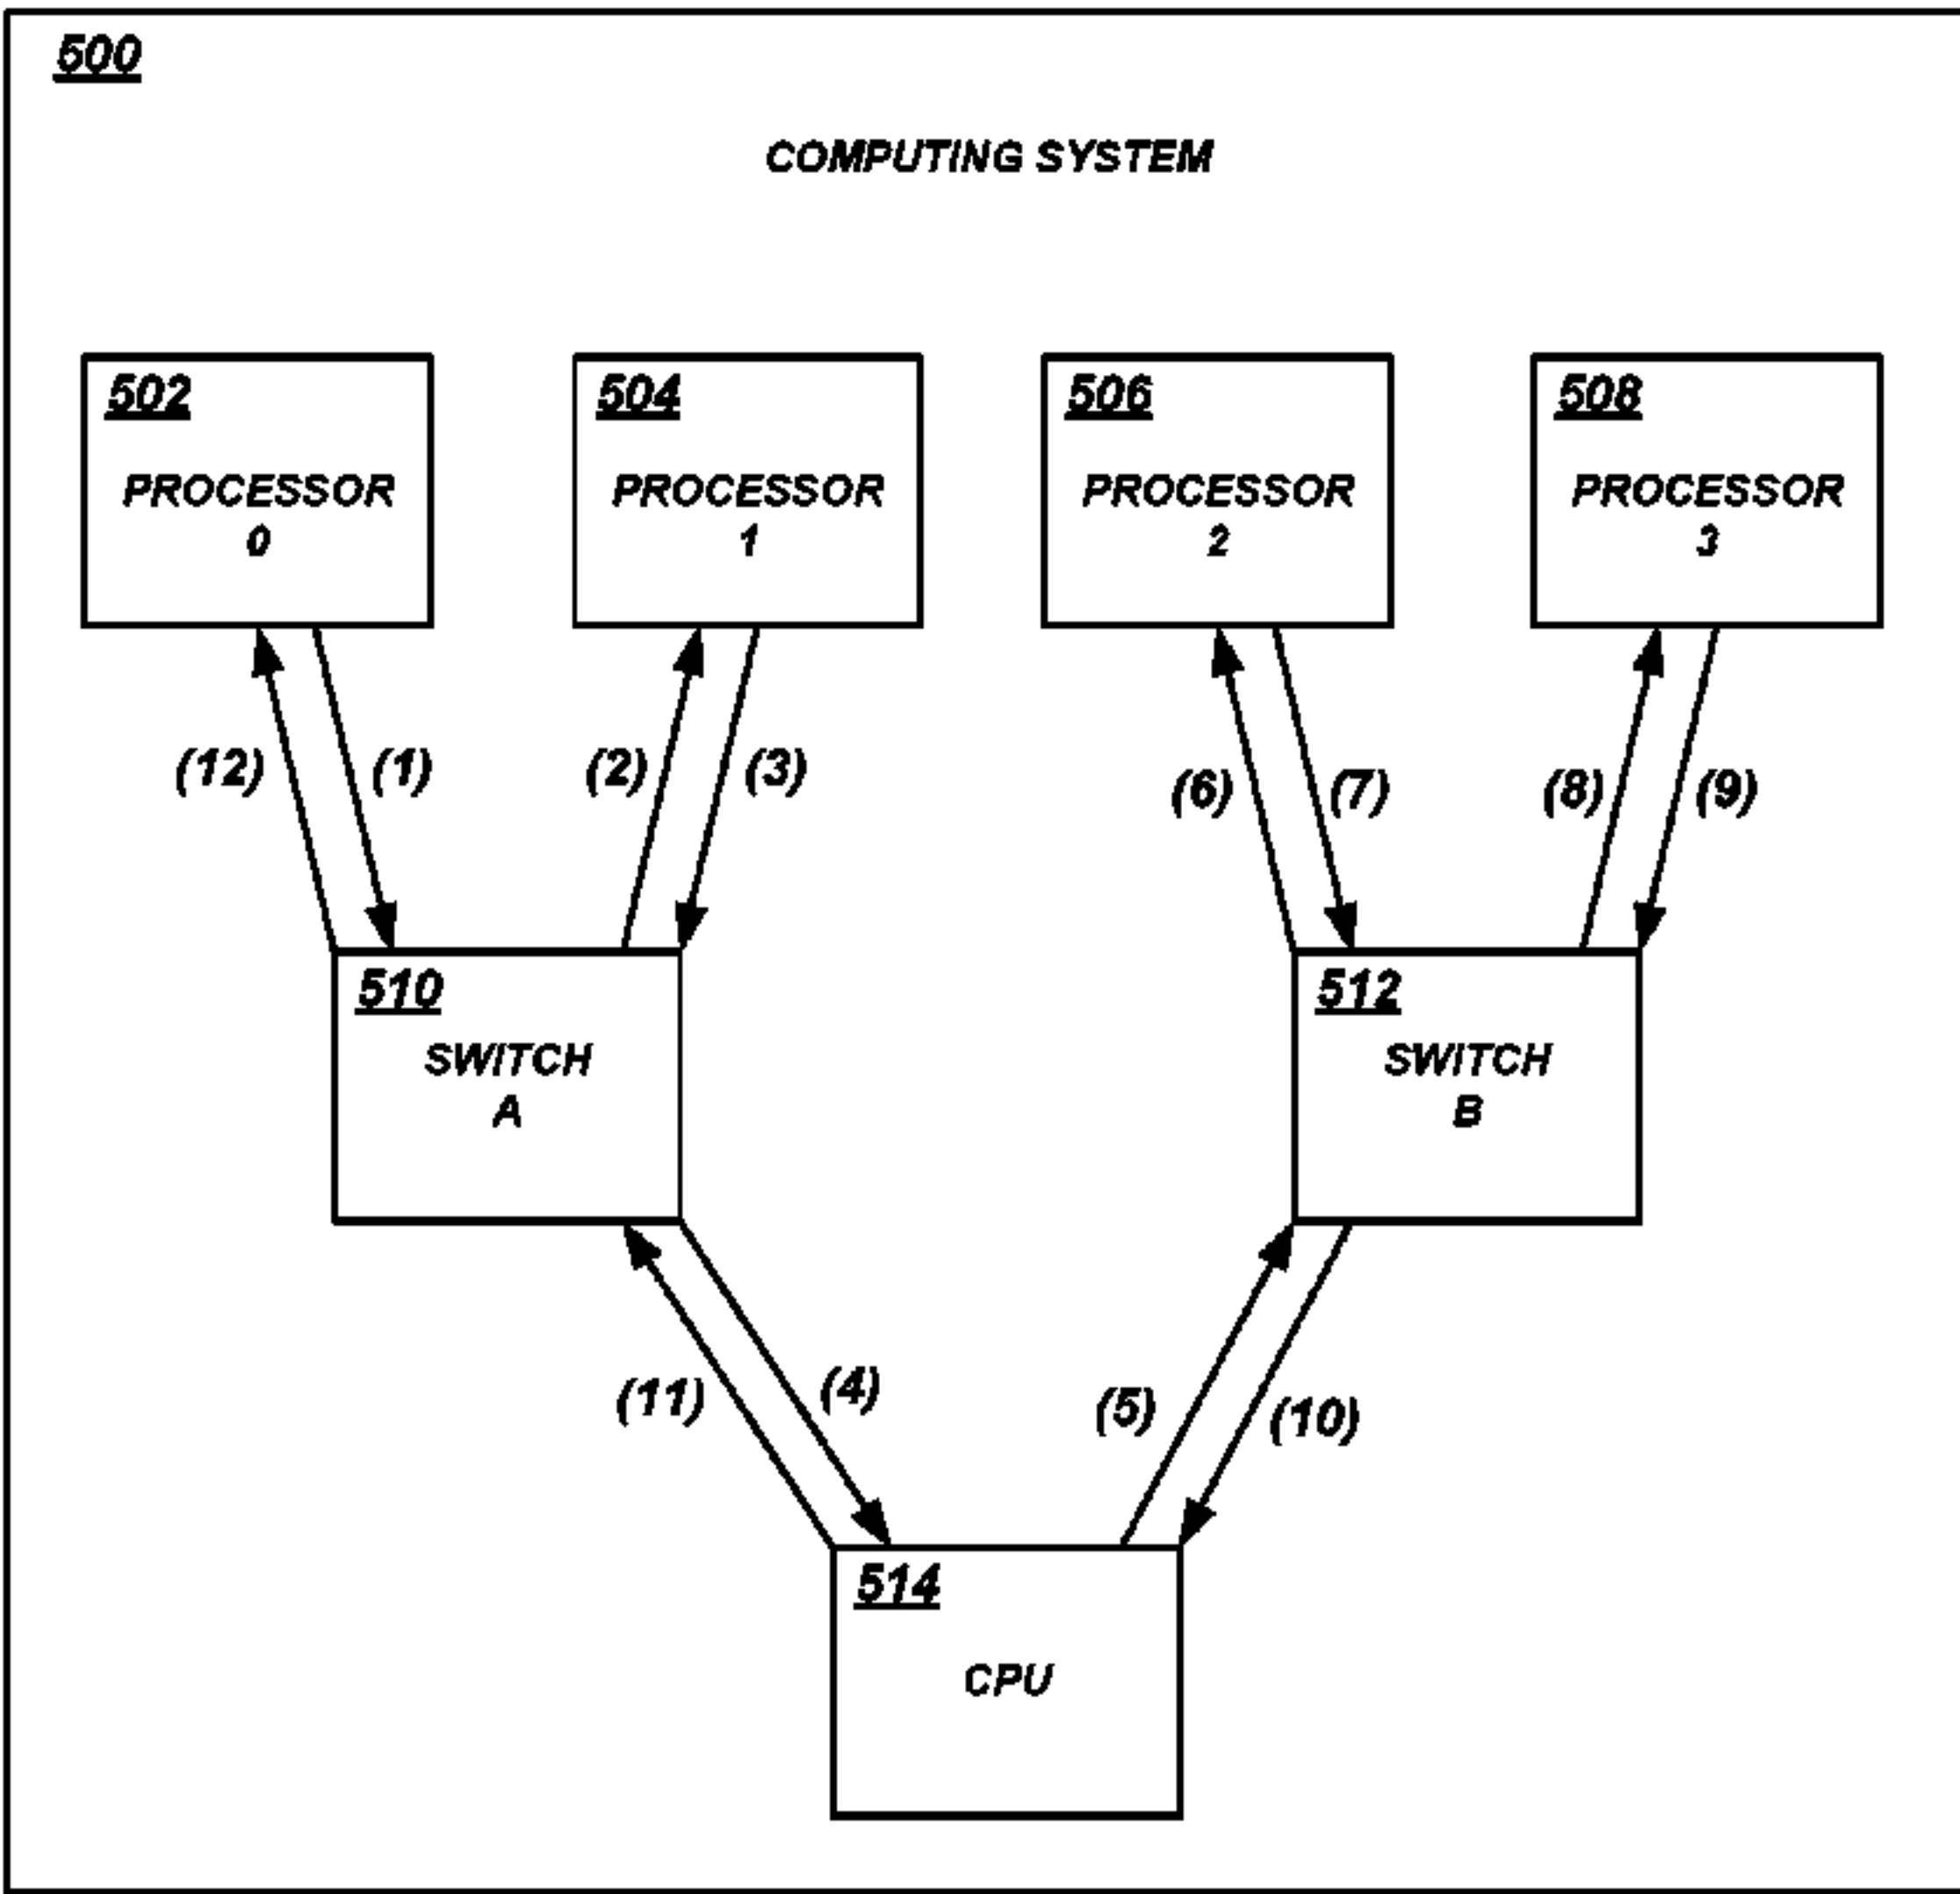 500
COMPUTING SYSTEM
502
PROCESSOR
0
504
PROCESSOR
1
506
PROCESSOR
2
508
PROCESSOR
3
(12)
(1)
(2)
(3)
(6)
(7)
(8)
(9)
510
SWITCH
A
512
SWITCH
B
(11)
(4)
(5)
(10)
514
CPU